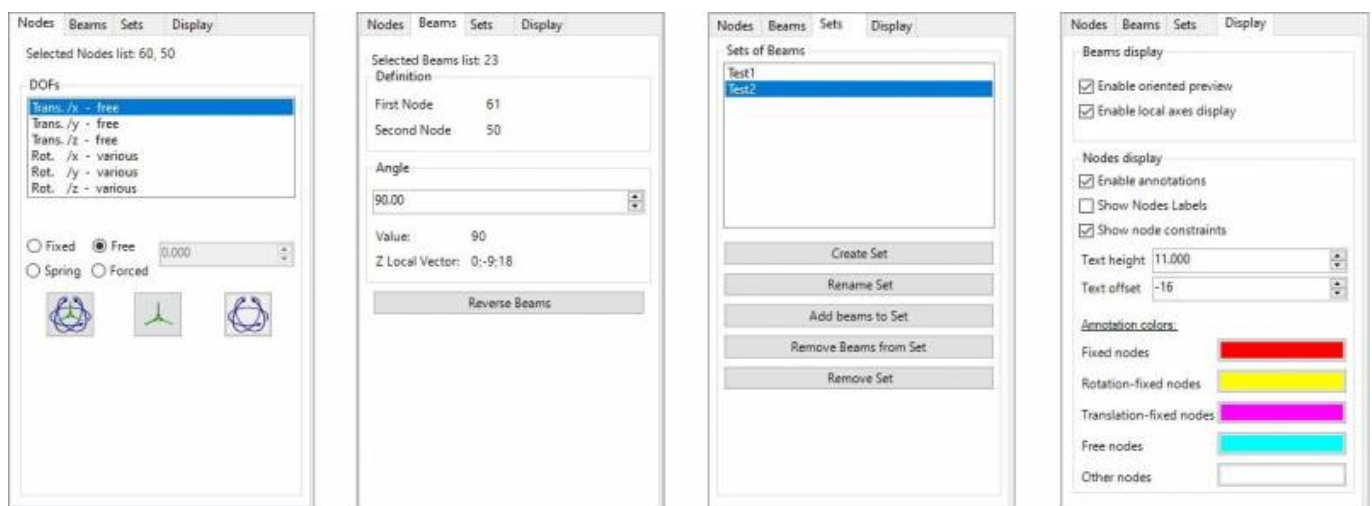 Nodes Beams Sets Display
Selected Nodes list: 60, 50
DOFs
Trans. /x - free
Trans. /y - free
Trans. /z - free
Rot. /x - various
Rot. /y - various
Rot. /z - various
Fixed Free 0.000
Spring Forced
Nodes Beams Sets Display
Selected Beams list: 23
Definition
First Node 61
Second Node 50
Angle
90.00
Value: 90
Z Local Vector: 0;-9;18
Reverse Beams
Nodes Beams Sets Display
Sets of Beams
Test1
Test2
Create Set
Rename Set
Add beams to Set
Remove Beams from Set
Remove Set
Nodes Beams Sets Display
Beams display
Enable oriented preview
Enable local axes display
Nodes display
Enable annotations
Show Nodes Labels
Show node constraints
Text height 11.000
Text offset -16
Annotation colors:
Fixed nodes
Rotation-fixed nodes
Translation-fixed nodes
Free nodes
Other nodes